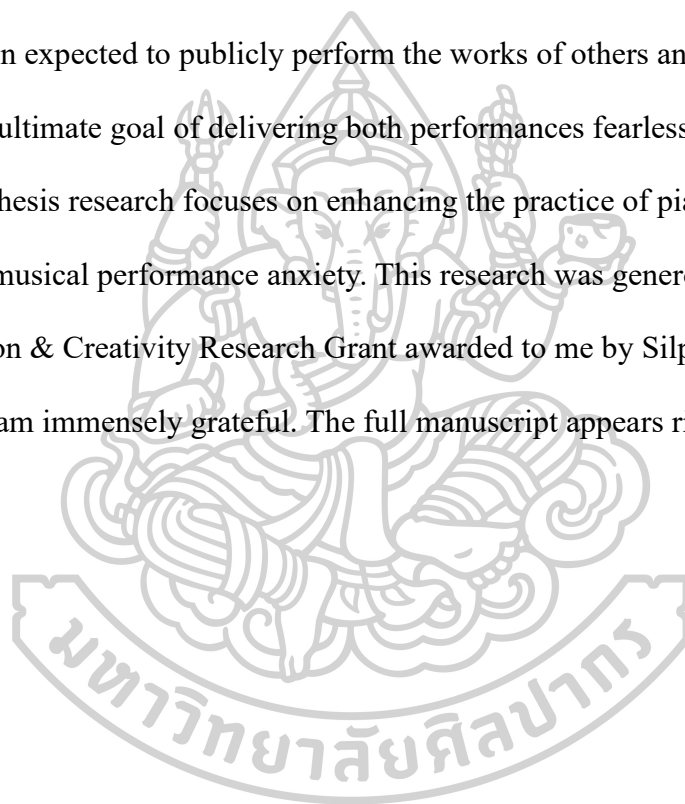 n expected to publicly perform the works of others an
ultimate goal of delivering both performances fearless
hesis research focuses on enhancing the practice of pia
musical performance anxiety. This research was gener
on & Creativity Research Grant awarded to me by Silp
am immensely grateful. The full manuscript appears ri
มหาวิทยาลัยศิลปากร